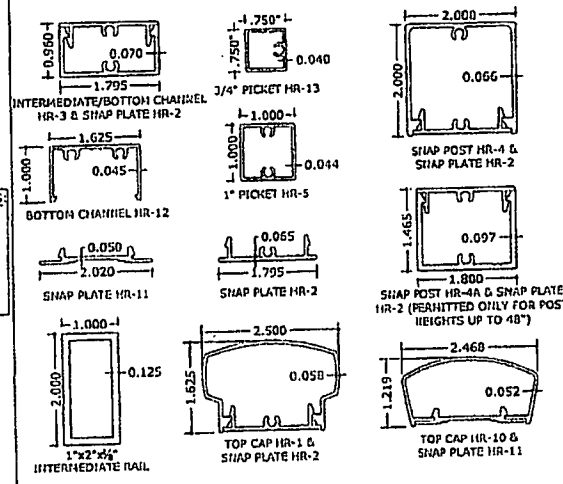 0.960
0.070
1.795
INTERMEDIATE/BOTTOM CHANNEL
HR-3 & SNAP PLATE HR-2
.750"
.750"
0.040
3/4" PICKET HR-13
2.000
2.000
0.066
SNAP POST HR-4 &
SNAP PLATE HR-2
1.625
1.000
0.045
BOTTOM CHANNEL HR-12
1.000
1.000
0.044
1" PICKET HR-5
1.465
0.097
1.800
SNAP POST HR-4A & SNAP PLATE
HR-2 (PERMITTED ONLY FOR POST
HEIGHTS UP TO 48")
0.050
2.020
SNAP PLATE HR-11
0.065
1.795
SNAP PLATE HR-2
1.000
2.000
0.125
1"x2"x⅛"
INTERMEDIATE RAIL
2.500
1.625
0.050
TOP CAP HR-1 &
SNAP PLATE HR-2
2.468
1.219
0.052
TOP CAP HR-10 &
SNAP PLATE HR-11